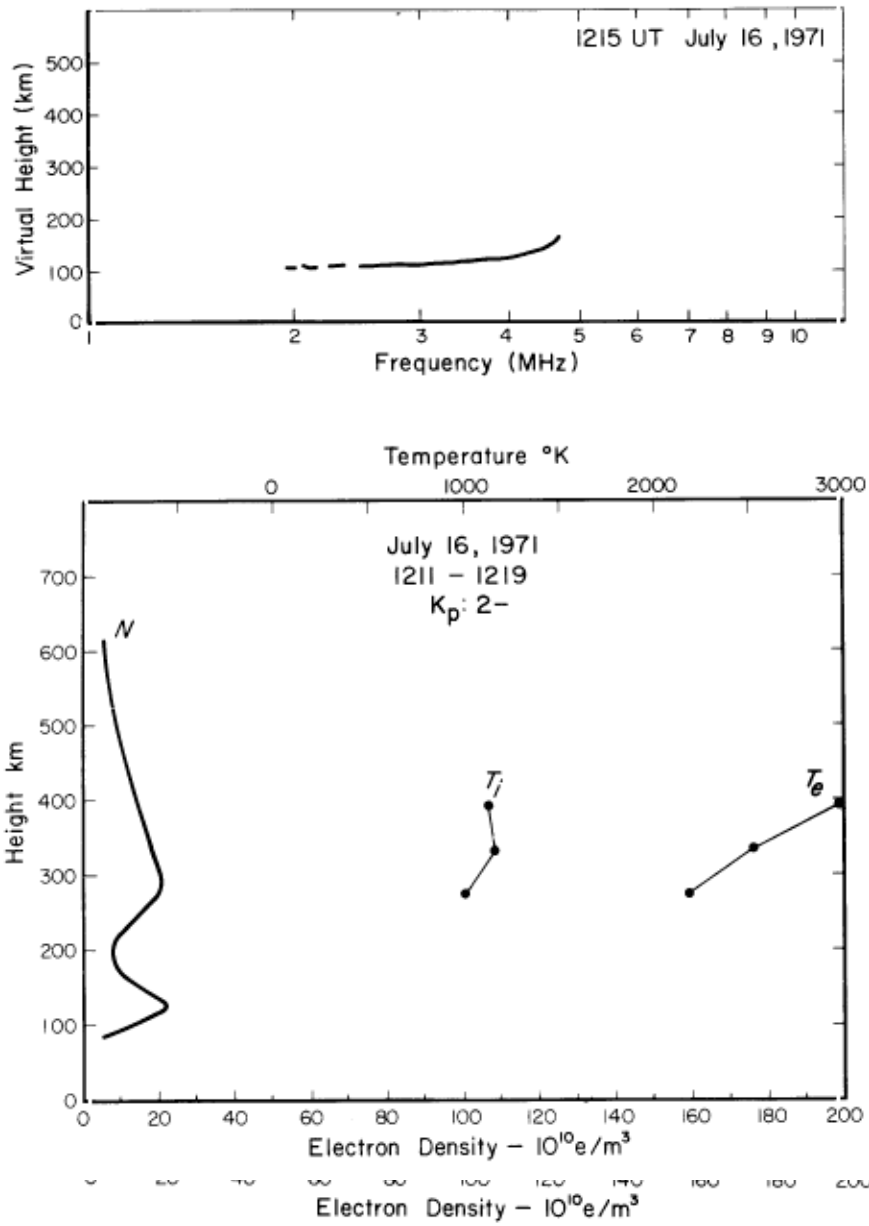 1215 UT July 16, 1971
500
400
300
200
100
0
Virtual Height (km)
1 2 3 4 5 6 7 8 9 10
Frequency (MHz)
Temperature °K
0 1000 2000 3000
July 16, 1971
1211 – 1219
Kp: 2–
700
600
500
400
300
200
100
0
Height km
N
Ti
Te
0 20 40 60 80 100 120 140 160 180 200
Electron Density – 10¹⁰e/m³
Electron Density – 10¹⁰e/m³